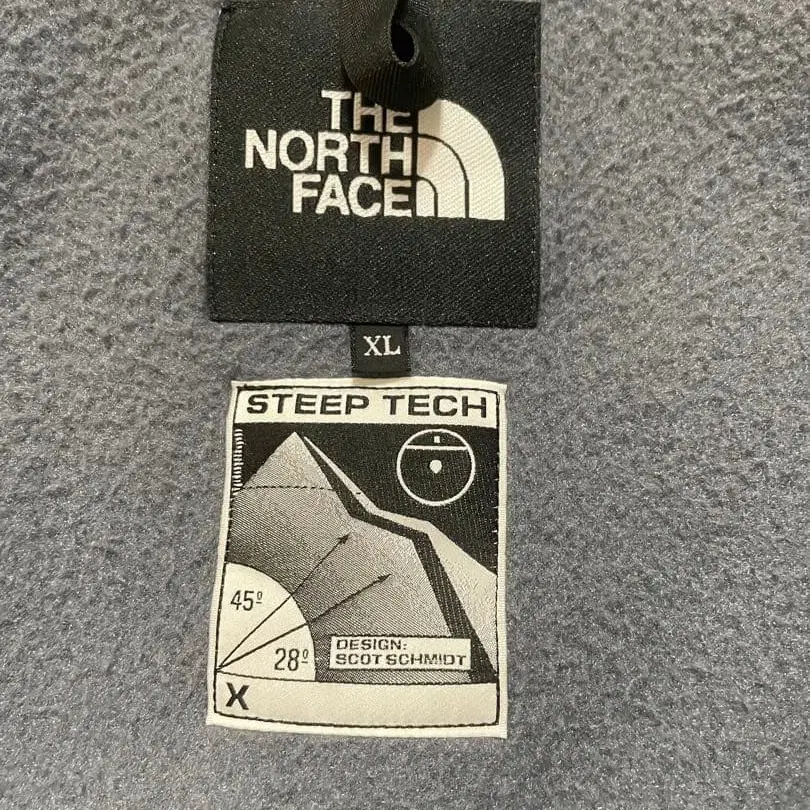 THE
NORTH
FACE
XL
STEEP TECH
45º
28º
DESIGN:
SCOT SCHMIDT
X